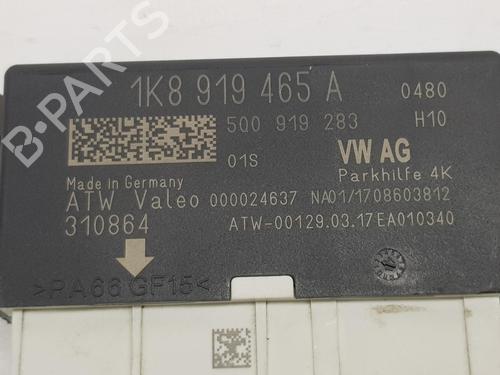 1K8 919 465 A 0480
5Q0 919 283 H10
01S VW AG
Parkhilfe 4K
Made in Germany
ATW Valeo 000024637 NA01/1708603812
310864 ATW-00129.03.17EA010340
>PA66 GF15<
B-PARTS